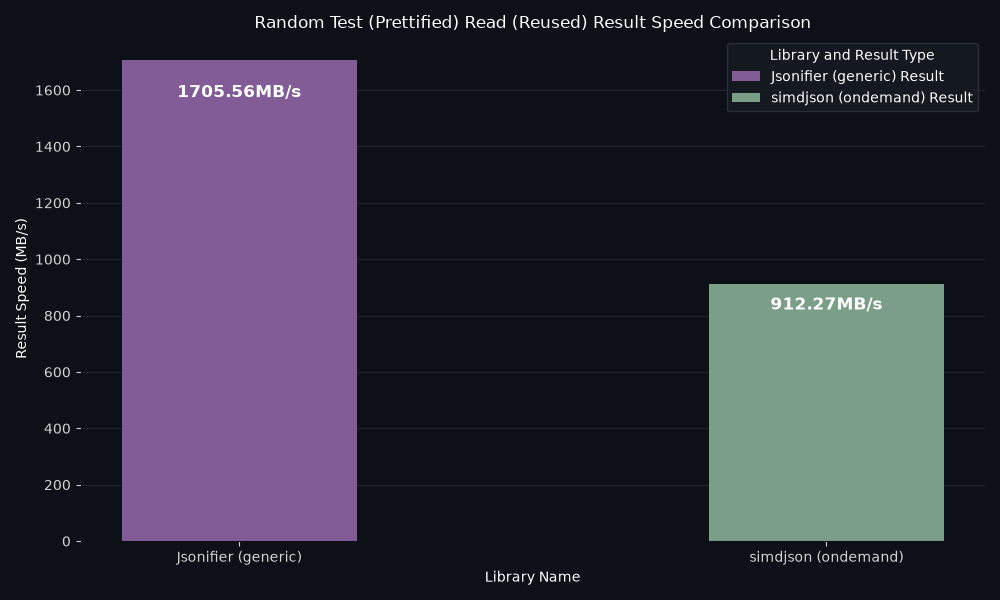 Random Test (Prettified) Read (Reused) Result Speed Comparison
Library and Result Type
Jsonifier (generic) Result
simdjson (ondemand) Result
1705.56MB/s
912.27MB/s
Result Speed (MB/s)
1600
1400
1200
1000
800
600
400
200
0
Jsonifier (generic)
simdjson (ondemand)
Library Name